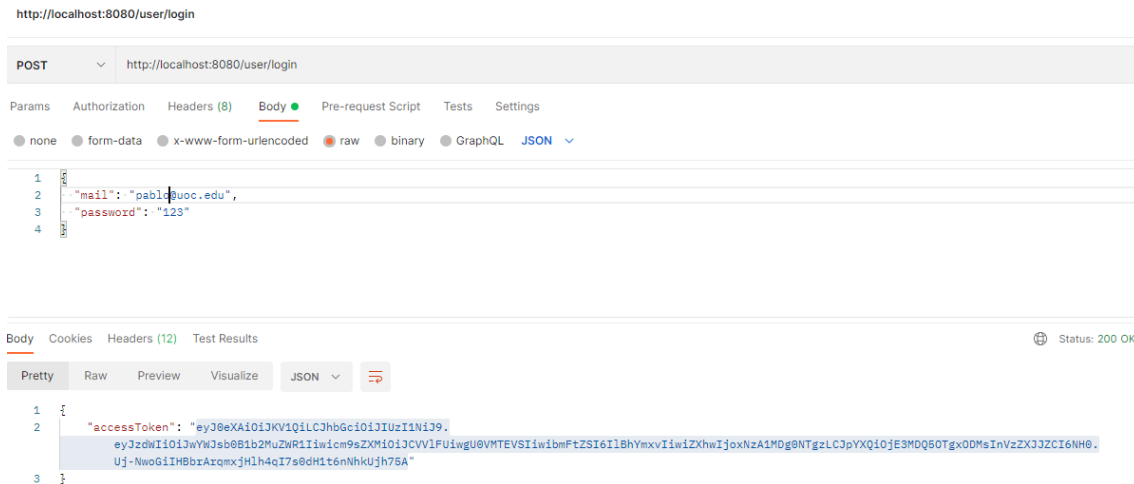 http://localhost:8080/user/login
POST http://localhost:8080/user/login
Params Authorization Headers (8) Body Pre-request Script Tests Settings
none form-data x-www-form-urlencoded raw binary GraphQL JSON
1 {
2 "mail": "pablo@uoc.edu",
3 "password": "123"
4 }
Body Cookies Headers (12) Test Results Status: 200 OK
Pretty Raw Preview Visualize JSON
1 {
2 "accessToken": "eyJ0eXAiOiJKV1QiLCJhbGciOiJIUzI1NiJ9.
eyJzdWIiOiJwYWJsb0B1b2MuZWR1Iiwicm9sZXMiOiJCVVlFUiwgU0VMTEVSIiwibmFtZSI6IlBhYmxvIiwiZXhwIjoxNzA1MDg0NTgzLCJpYXQiOjE3MDQ5OTgxODMsInVzZXJJZCI6NH0.
Uj-NwoGiIHBbrArqmxjHlh4qI7s0dH1t6nNhkUjh75A"
3 }